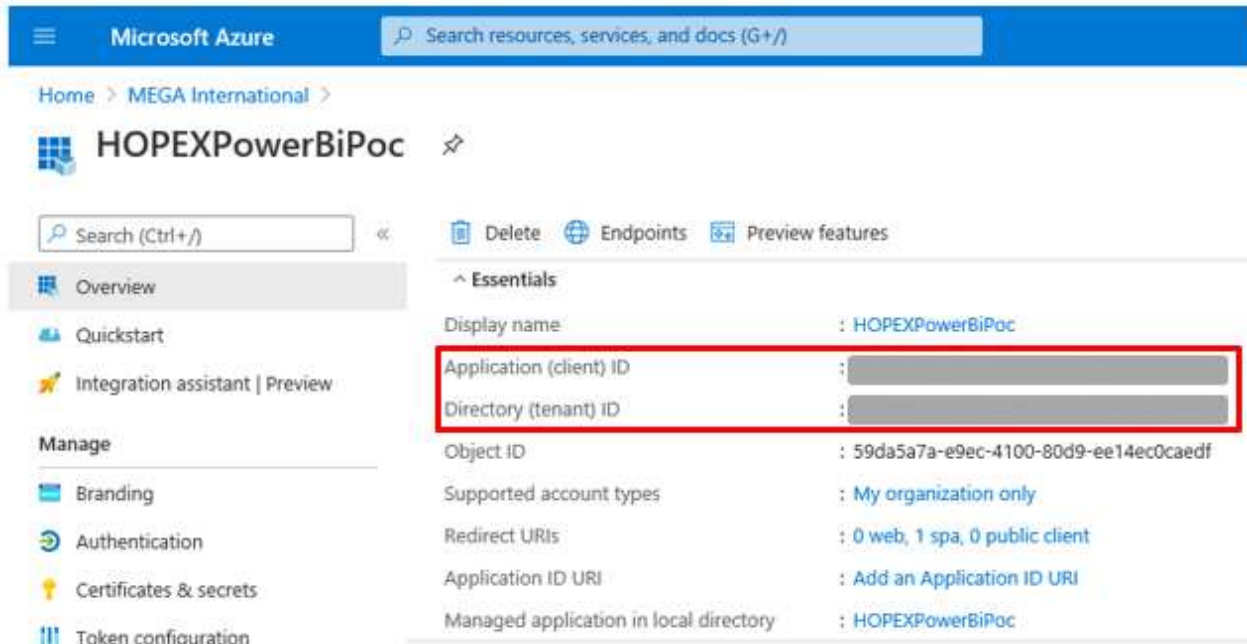 Microsoft Azure
Search resources, services, and docs (G+/)
Home > MEGA International >
HOPEXPowerBiPoc
Search (Ctrl+/)
«
Delete
Endpoints
Preview features
Overview
Quickstart
Integration assistant | Preview
Manage
Branding
Authentication
Certificates & secrets
Token configuration
Essentials
Display name : HOPEXPowerBiPoc
Application (client) ID :
Directory (tenant) ID :
Object ID : 59da5a7a-e9ec-4100-80d9-ee14ec0caedf
Supported account types : My organization only
Redirect URIs : 0 web, 1 spa, 0 public client
Application ID URI : Add an Application ID URI
Managed application in local directory : HOPEXPowerBiPoc